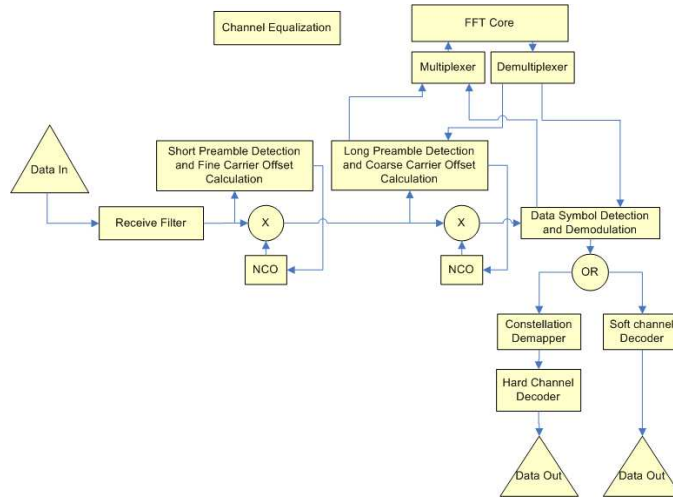 Channel Equalization
FFT Core
Multiplexer
Demultiplexer
Data In
Short Preamble Detection
and Fine Carrier Offset
Calculation
Long Preamble Detection
and Coarse Carrier Offset
Calculation
Receive Filter
X
X
Data Symbol Detection
and Demodulation
NCO
NCO
OR
Constellation
Demapper
Soft channel
Decoder
Hard Channel
Decoder
Data Out
Data Out